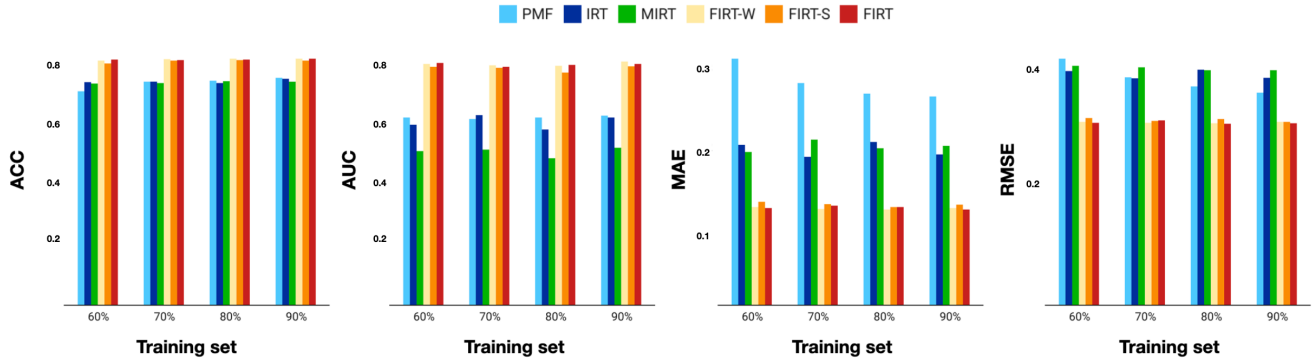 PMF IRT MIRT FIRT-W FIRT-S FIRT
ACC
0.8
0.6
0.4
0.2
60% 70% 80% 90%
Training set
AUC
0.8
0.6
0.4
0.2
60% 70% 80% 90%
Training set
MAE
0.3
0.2
0.1
60% 70% 80% 90%
Training set
RMSE
0.4
0.2
60% 70% 80% 90%
Training set